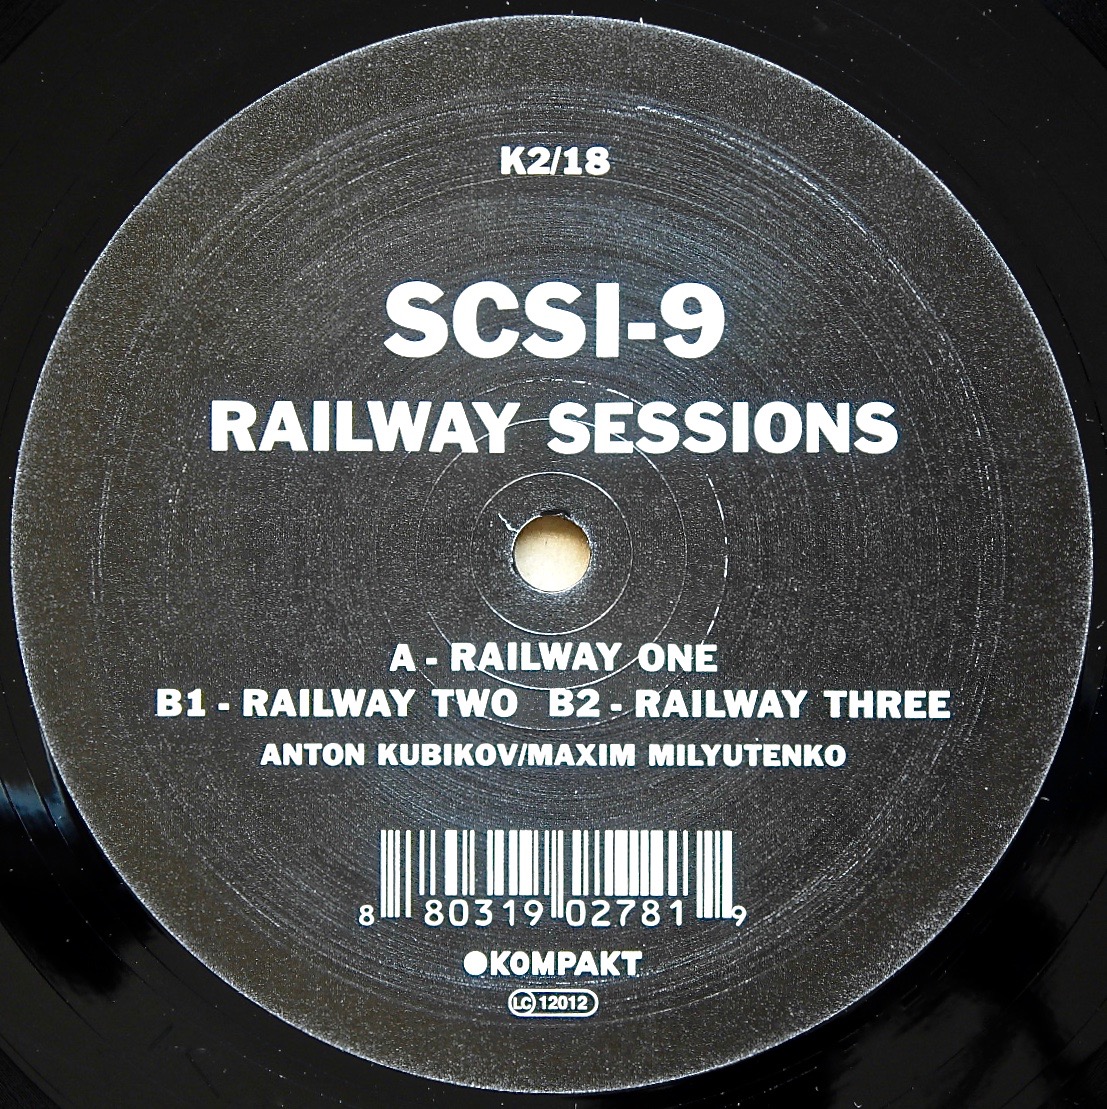 K2/18
SCSI-9
RAILWAY SESSIONS
A - RAILWAY ONE
B1 - RAILWAY TWO B2 - RAILWAY THREE
ANTON KUBIKOV/MAXIM MILYUTENKO
8 80319 02781 9
KOMPAKT
LC 12012